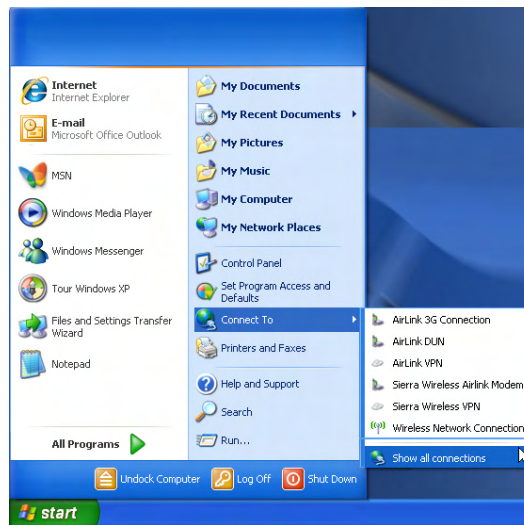 Internet
Internet Explorer
E-mail
Microsoft Office Outlook
MSN
Windows Media Player
Windows Messenger
Tour Windows XP
Files and Settings Transfer
Wizard
Notepad
All Programs
My Documents
My Recent Documents
My Pictures
My Music
My Computer
My Network Places
Control Panel
Set Program Access and
Defaults
Connect To
Printers and Faxes
Help and Support
Search
Run...
AirLink 3G Connection
AirLink DUN
AirLink VPN
Sierra Wireless Airlink Modem
Sierra Wireless VPN
Wireless Network Connection
Show all connections
Undock Computer
Log Off
Shut Down
start